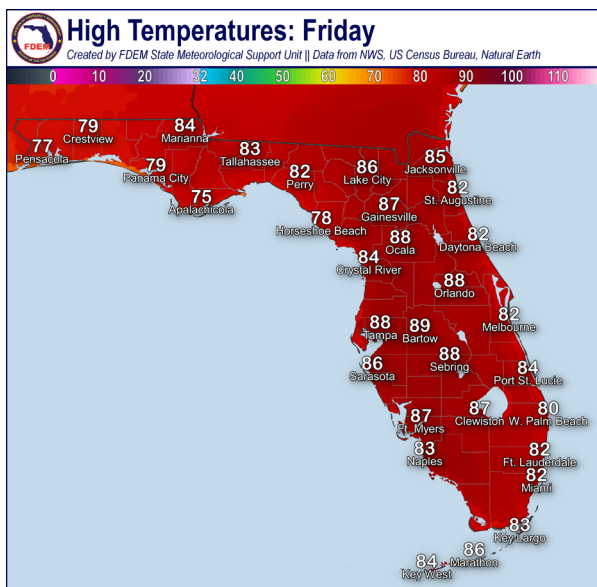 High Temperatures: Friday
Created by FDEM State Meteorological Support Unit || Data from NWS, US Census Bureau, Natural Earth
FDEM
0 10 20 32 40 50 60 70 80 90 100 110
79
Crestview
84
Marianna
77
Pensacola
83
Tallahassee
85
Jacksonville
79
Panama City
82
Perry
86
Lake City
75
Apalachicola
82
St. Augustine
87
Gainesville
78
Horseshoe Beach
88
Ocala
82
Daytona Beach
84
Crystal River
88
Orlando
82
Melbourne
88
Tampa
89
Bartow
88
Sebring
86
Sarasota
84
Port St. Lucie
87
Ft. Myers
87
Clewiston
80
W. Palm Beach
83
Naples
82
Ft. Lauderdale
82
Miami
83
Key Largo
86
Marathon
84
Key West